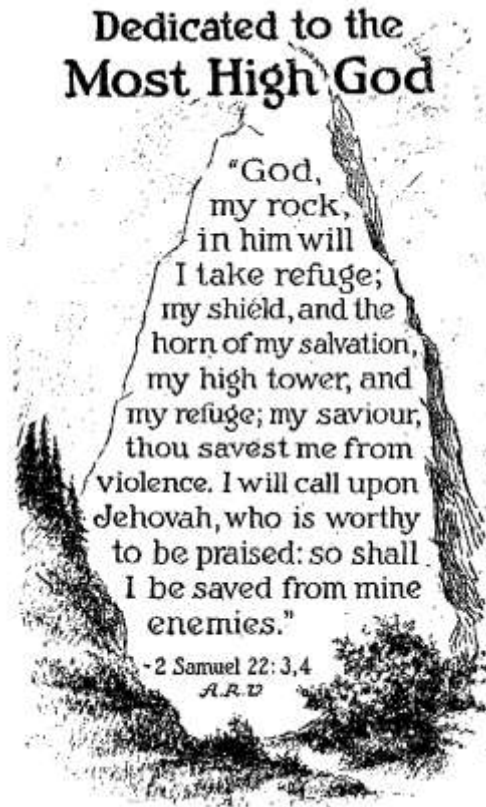 Dedicated to the
Most High God
“God,
my rock,
in him will
I take refuge;
my shield, and the
horn of my salvation,
my high tower, and
my refuge; my saviour,
thou savest me from
violence. I will call upon
Jehovah, who is worthy
to be praised: so shall
I be saved from mine
enemies.”
-2 Samuel 22:3,4
A.R.V